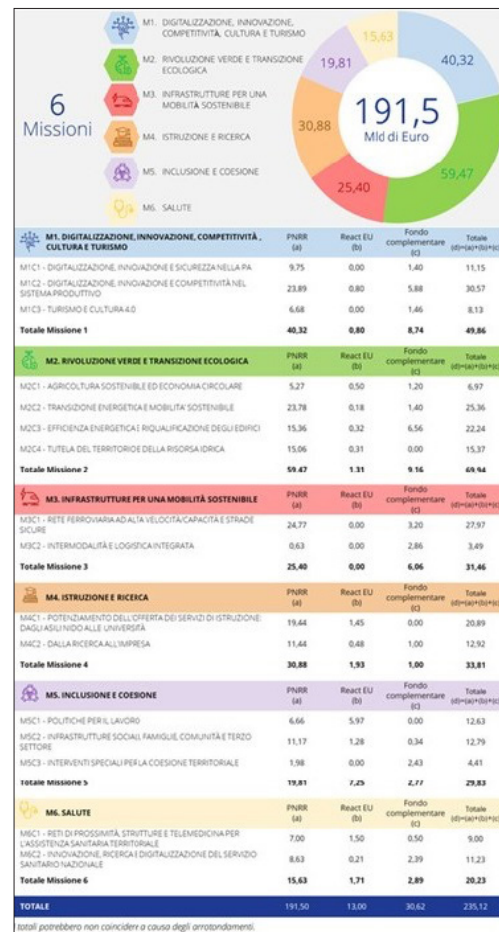 6
Missioni
M1. DIGITALIZZAZIONE, INNOVAZIONE,
COMPETITIVITÀ, CULTURA E TURISMO
M2. RIVOLUZIONE VERDE E TRANSIZIONE
ECOLOGICA
M3. INFRASTRUTTURE PER UNA
MOBILITÀ SOSTENIBILE
M4. ISTRUZIONE E RICERCA
M5. INCLUSIONE E COESIONE
M6. SALUTE
15,63
40,32
19,81
30,88
25,40
59,47
191,5
Mld di Euro
M1. DIGITALIZZAZIONE, INNOVAZIONE, COMPETITIVITÀ, CULTURA E TURISMO PNRR (a) React EU (b) Fondo complementare (c) Totale (d)=(a)+(b)+(c)
M1C1 - DIGITALIZZAZIONE, INNOVAZIONE E SICUREZZA NELLA PA 9,75 0,00 1,40 11,15
M1C2 - DIGITALIZZAZIONE, INNOVAZIONE E COMPETITIVITÀ NEL SISTEMA PRODUTTIVO 23,89 0,80 5,88 30,57
M1C3 - TURISMO E CULTURA 4.0 6,68 0,00 1,46 8,13
Totale Missione 1 40,32 0,80 8,74 49,86
M2. RIVOLUZIONE VERDE E TRANSIZIONE ECOLOGICA PNRR (a) React EU (b) Fondo complementare (c) Totale (d)=(a)+(b)+(c)
M2C1 - AGRICOLTURA SOSTENIBILE ED ECONOMIA CIRCOLARE 5,27 0,50 1,20 6,97
M2C2 - TRANSIZIONE ENERGETICA E MOBILITA' SOSTENIBILE 23,78 0,18 1,40 25,36
M2C3 - EFFICIENZA ENERGETICA E RIQUALIFICAZIONE DEGLI EDIFICI 15,36 0,32 6,56 22,24
M2C4 - TUTELA DEL TERRITORIO E DELLA RISORSA IDRICA 15,06 0,31 0,00 15,37
Totale Missione 2 59,47 1,31 9,16 69,94
M3. INFRASTRUTTURE PER UNA MOBILITÀ SOSTENIBILE PNRR (a) React EU (b) Fondo complementare (c) Totale (d)=(a)+(b)+(c)
M3C1 - RETE FERROVIARIA AD ALTA VELOCITÀ/CAPACITÀ E STRADE SICURE 24,77 0,00 3,20 27,97
M3C2 - INTERMODALITÀ E LOGISTICA INTEGRATA 0,63 0,00 2,86 3,49
Totale Missione 3 25,40 0,00 6,06 31,46
M4. ISTRUZIONE E RICERCA PNRR (a) React EU (b) Fondo complementare (c) Totale (d)=(a)+(b)+(c)
M4C1 - POTENZIAMENTO DELL'OFFERTA DEI SERVIZI DI ISTRUZIONE: DAGLI ASILI NIDO ALLE UNIVERSITÀ 19,44 1,45 0,00 20,89
M4C2 - DALLA RICERCA ALL'IMPRESA 11,44 0,48 1,00 12,92
Totale Missione 4 30,88 1,93 1,00 33,81
M5. INCLUSIONE E COESIONE PNRR (a) React EU (b) Fondo complementare (c) Totale (d)=(a)+(b)+(c)
M5C1 - POLITICHE PER IL LAVORO 6,66 5,97 0,00 12,63
M5C2 - INFRASTRUTTURE SOCIALI, FAMIGLIE, COMUNITÀ E TERZO SETTORE 11,17 1,28 0,34 12,79
M5C3 - INTERVENTI SPECIALI PER LA COESIONE TERRITORIALE 1,98 0,00 2,43 4,41
Totale Missione 5 19,81 7,25 2,77 29,83
M6. SALUTE PNRR (a) React EU (b) Fondo complementare (c) Totale (d)=(a)+(b)+(c)
M6C1 - RETI DI PROSSIMITÀ, STRUTTURE E TELEMEDICINA PER L'ASSISTENZA SANITARIA TERRITORIALE 7,00 1,50 0,50 9,00
M6C2 - INNOVAZIONE, RICERCA E DIGITALIZZAZIONE DEL SERVIZIO SANITARIO NAZIONALE 8,63 0,21 2,39 11,23
Totale Missione 6 15,63 1,71 2,89 20,23
TOTALE 191,50 13,00 30,62 235,12
I totali potrebbero non coincidere a causa degli arrotondamenti.